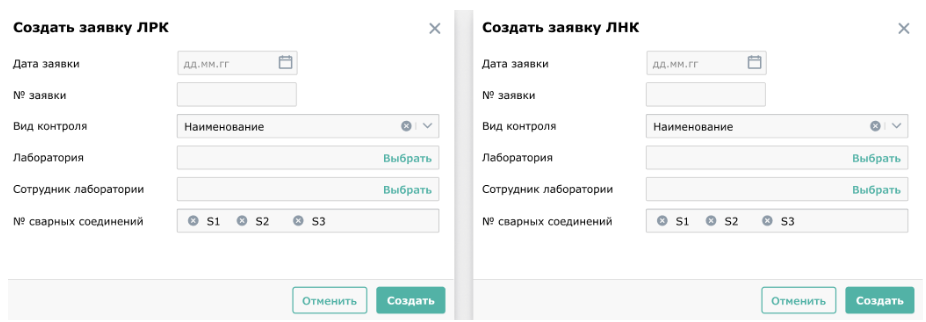 Создать заявку ЛРК
Дата заявки
дд.мм.гг
№ заявки
Вид контроля
Наименование
Лаборатория
Выбрать
Сотрудник лаборатории
Выбрать
№ сварных соединений
S1 S2 S3
Отменить Создать
Создать заявку ЛНК
Дата заявки
дд.мм.гг
№ заявки
Вид контроля
Наименование
Лаборатория
Выбрать
Сотрудник лаборатории
Выбрать
№ сварных соединений
S1 S2 S3
Отменить Создать